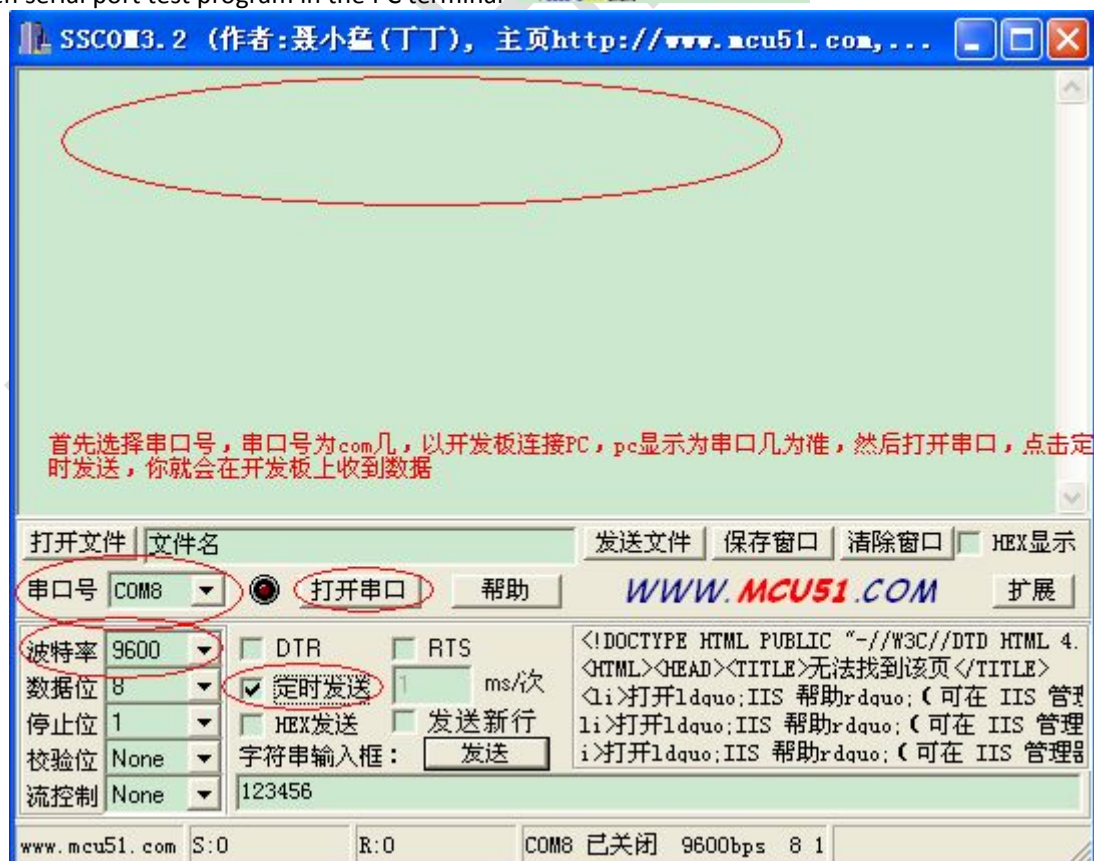 serial port test program in the PC terminal
SSCOM3.2 (作者:聂小猛(丁丁), 主页http://www.mcu51.com,...
首先选择串口号，串口号为com几，以开发板连接PC，pc显示为串口几为准，然后打开串口，点击定
时发送，你就会在开发板上收到数据
打开文件 文件名 发送文件 保存窗口 清除窗口 HEX显示
串口号 COM8 打开串口 帮助 WWW.MCU51.COM 扩展
波特率 9600 DTR RTS
数据位 8 定时发送 1 ms/次
停止位 1 HEX发送 发送新行
校验位 None 字符串输入框： 发送
流控制 None 123456
<!DOCTYPE HTML PUBLIC "-//W3C//DTD HTML 4.
<HTML><HEAD><TITLE>无法找到该页</TITLE>
<li>打开ldquo;IIS 帮助rdquo;（可在 IIS 管
li>打开ldquo;IIS 帮助rdquo;（可在 IIS 管理
i>打开ldquo;IIS 帮助rdquo;（可在 IIS 管理
www.mcu51.com S:0 R:0 COM8 已关闭 9600bps 8 1